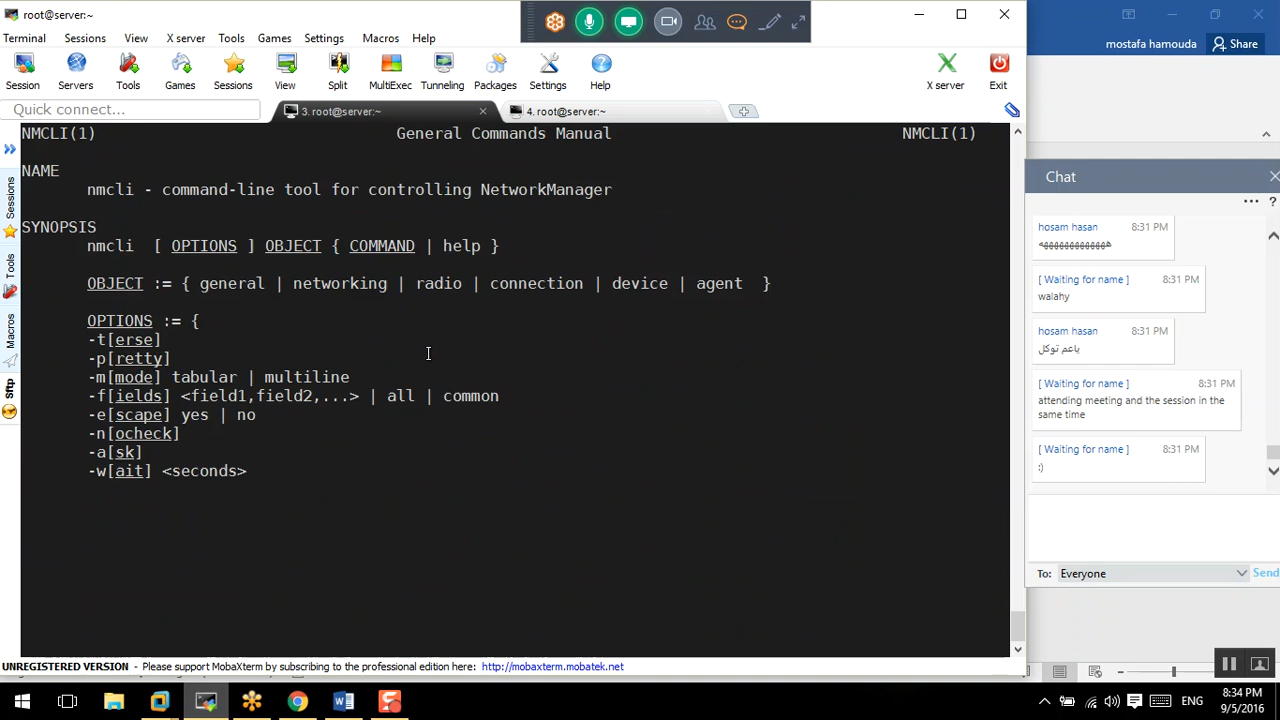 root@server:~
Terminal Sessions View X server Tools Games Settings Macros Help
mostafa hamouda Share
Session Servers Tools Games Sessions View Split MultiExec Tunneling Packages Settings Help X server Exit
Quick connect... 3. root@server:~ 4. root@server:~
NMCLI(1) General Commands Manual NMCLI(1)
NAME
nmcli - command-line tool for controlling NetworkManager
SYNOPSIS
nmcli [ OPTIONS ] OBJECT { COMMAND | help }
OBJECT := { general | networking | radio | connection | device | agent }
OPTIONS := {
-t[erse]
-p[retty]
-m[mode] tabular | multiline
-f[ields] <field1,field2,...> | all | common
-e[scape] yes | no
-n[ocheck]
-a[sk]
-w[ait] <seconds>
Sessions
Tools
Macros
Sftp
Chat
hosam hasan 8:31 PM
[ Waiting for name ] 8:31 PM
walahy
hosam hasan 8:31 PM
ياعم توكل
[ Waiting for name ] 8:31 PM
attending meeting and the session in the
same time
[ Waiting for name ] 8:31 PM
:)
To: Everyone Send
UNREGISTERED VERSION - Please support MobaXterm by subscribing to the professional edition here: http://mobaxterm.mobatek.net
ENG
8:34 PM
9/5/2016